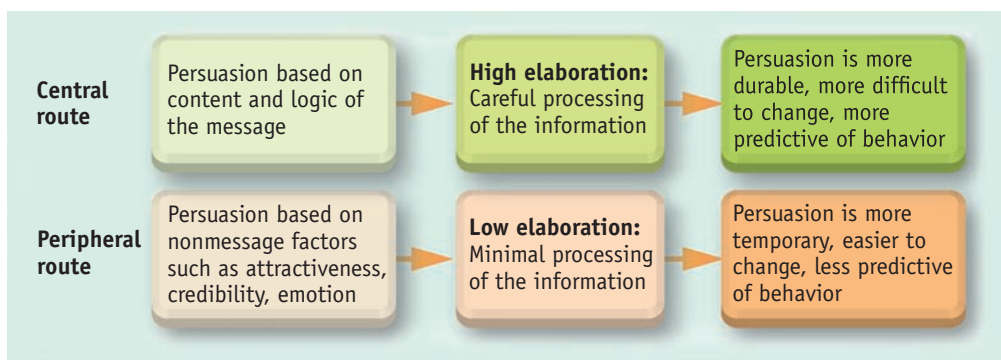 Central
route
Persuasion based on
content and logic of
the message
High elaboration:
Careful processing
of the information
Persuasion is more
durable, more difficult
to change, more
predictive of behavior
Peripheral
route
Persuasion based on
nonmessage factors
such as attractiveness,
credibility, emotion
Low elaboration:
Minimal processing
of the information
Persuasion is more
temporary, easier to
change, less predictive
of behavior